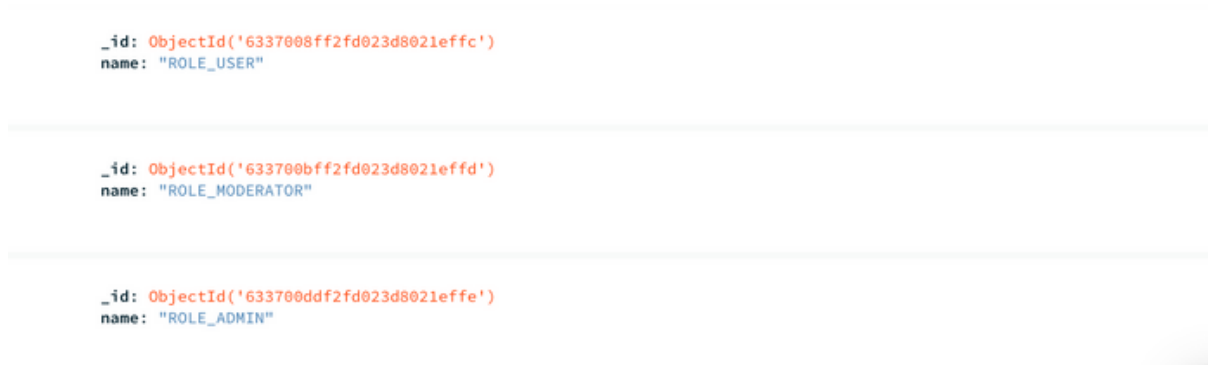 _id: ObjectId('6337008ff2fd023d8021effc')
name: "ROLE_USER"
_id: ObjectId('633700bff2fd023d8021effd')
name: "ROLE_MODERATOR"
_id: ObjectId('633700ddf2fd023d8021effe')
name: "ROLE_ADMIN"